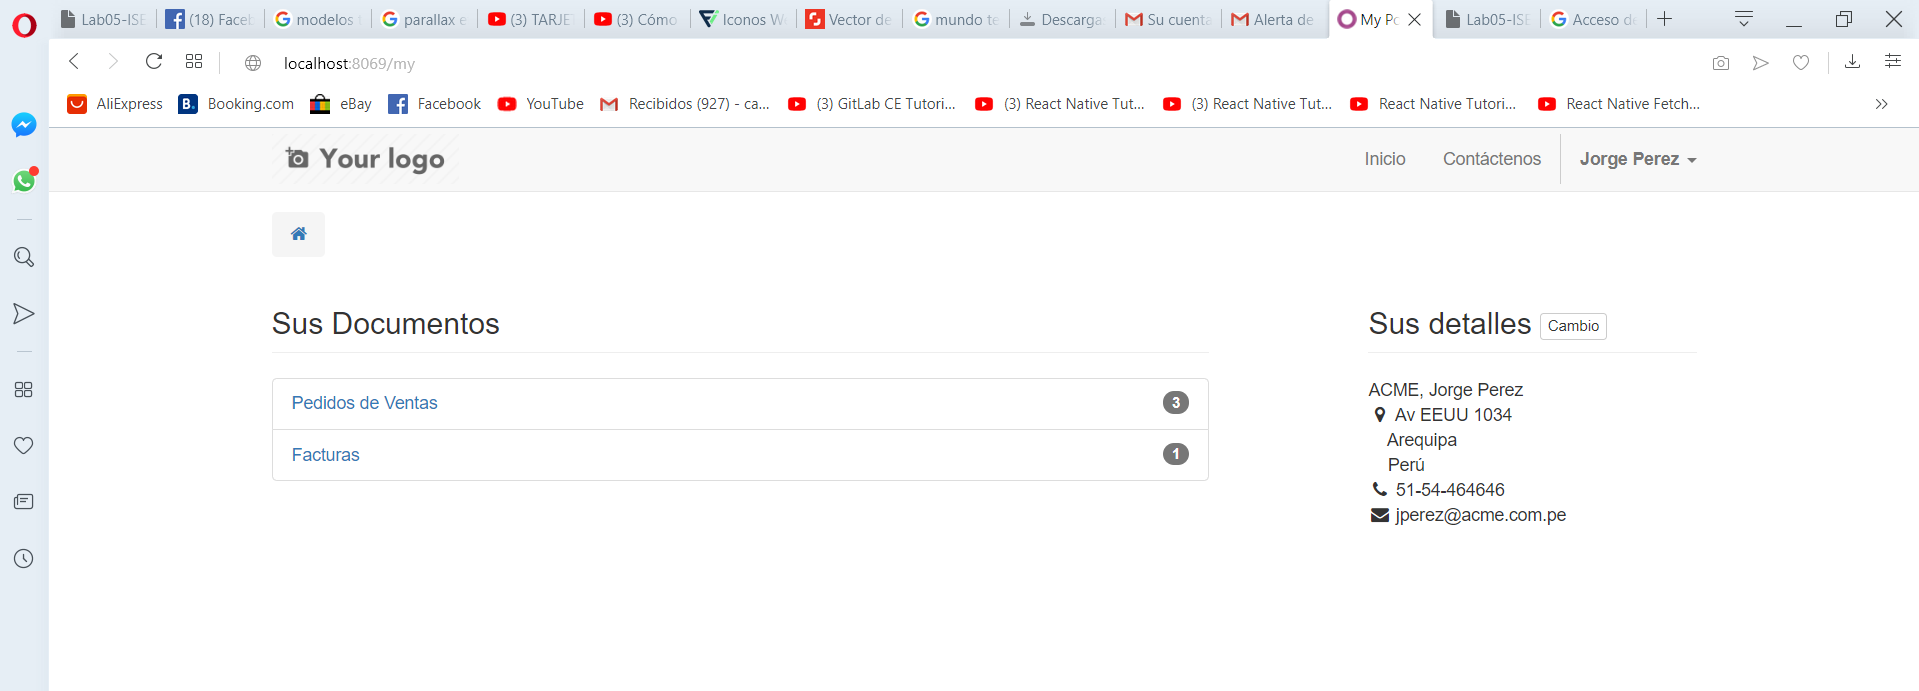 Lab05-ISE
(18) Faceb
modelos
parallax e
(3) TARJE
(3) Cómo
Iconos W
Vector de
mundo te
Descargas
Su cuenta
Alerta de
My Po
Lab05-ISE
Acceso de
localhost:8069/my
AliExpress
Booking.com
eBay
Facebook
YouTube
Recibidos (927) - ca...
(3) GitLab CE Tutori...
(3) React Native Tut...
(3) React Native Tut...
React Native Tutori...
React Native Fetch...
Your logo
Inicio
Contáctenos
Jorge Perez
Sus Documentos
Pedidos de Ventas 3
Facturas 1
Sus detalles Cambio
ACME, Jorge Perez
Av EEUU 1034
Arequipa
Perú
51-54-464646
jperez@acme.com.pe